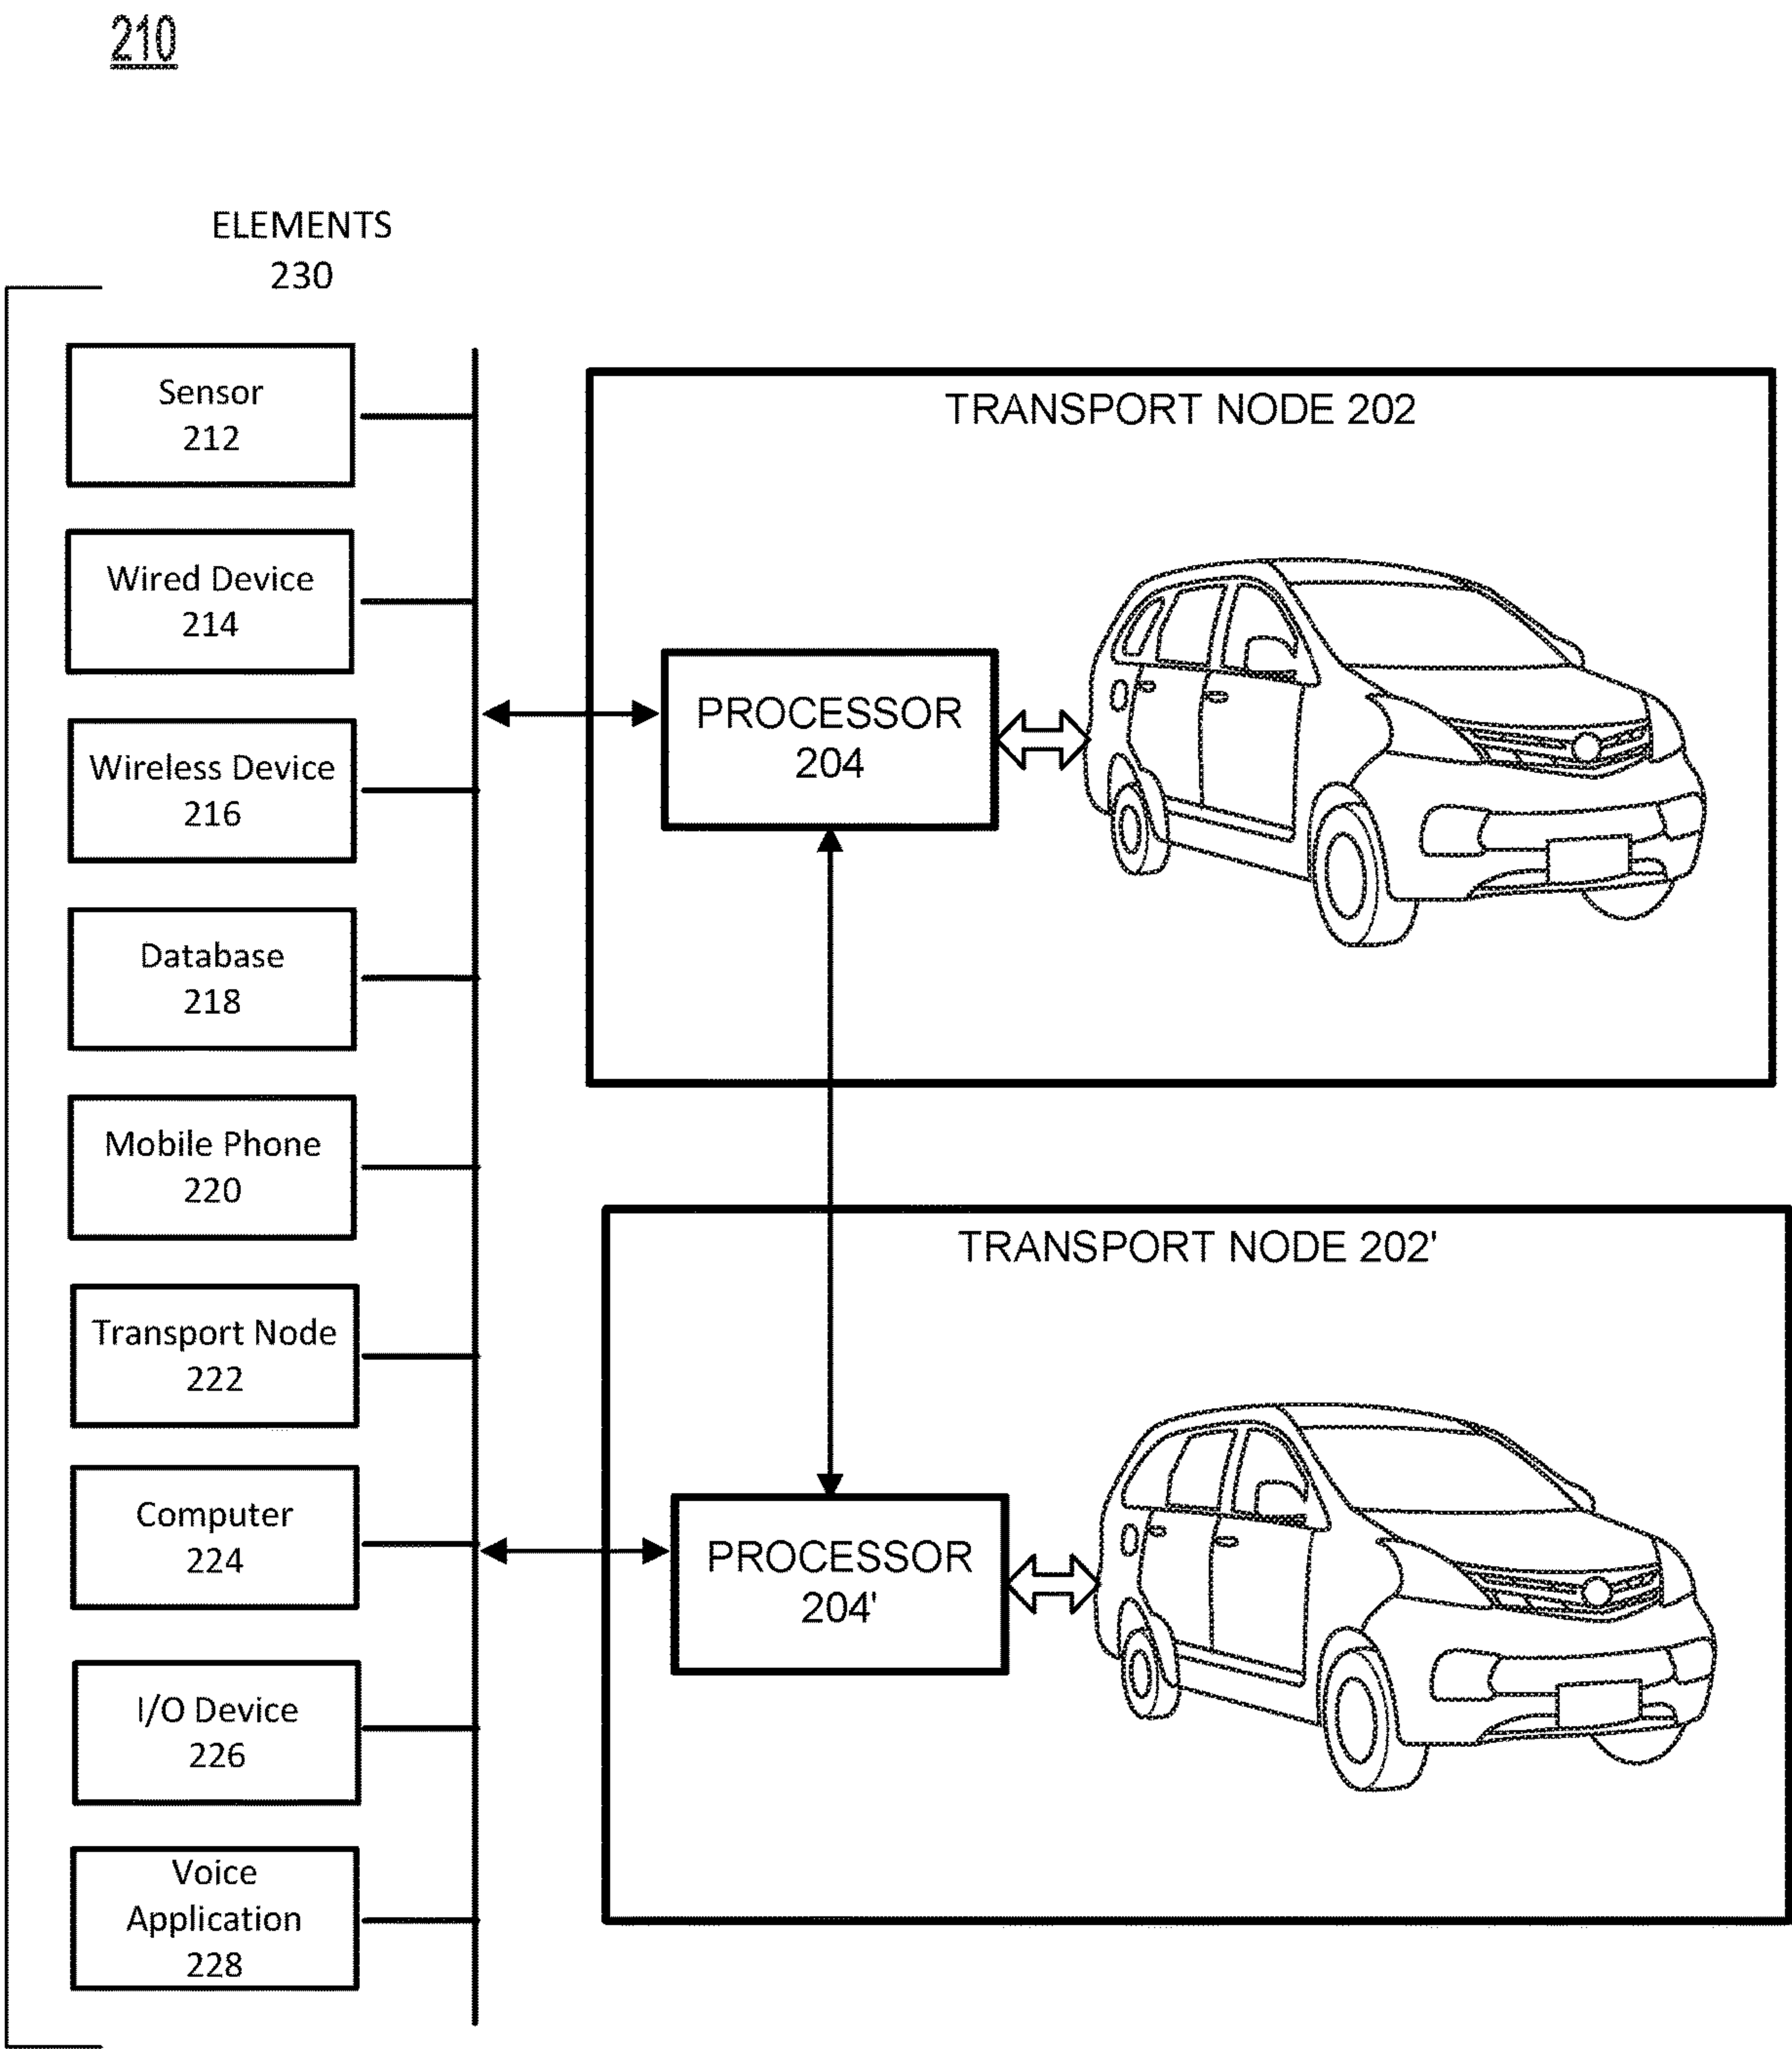 210
ELEMENTS
230
Sensor
212
Wired Device
214
Wireless Device
216
Database
218
Mobile Phone
220
Transport Node
222
Computer
224
I/O Device
226
Voice
Application
228
TRANSPORT NODE 202
PROCESSOR
204
TRANSPORT NODE 202'
PROCESSOR
204'